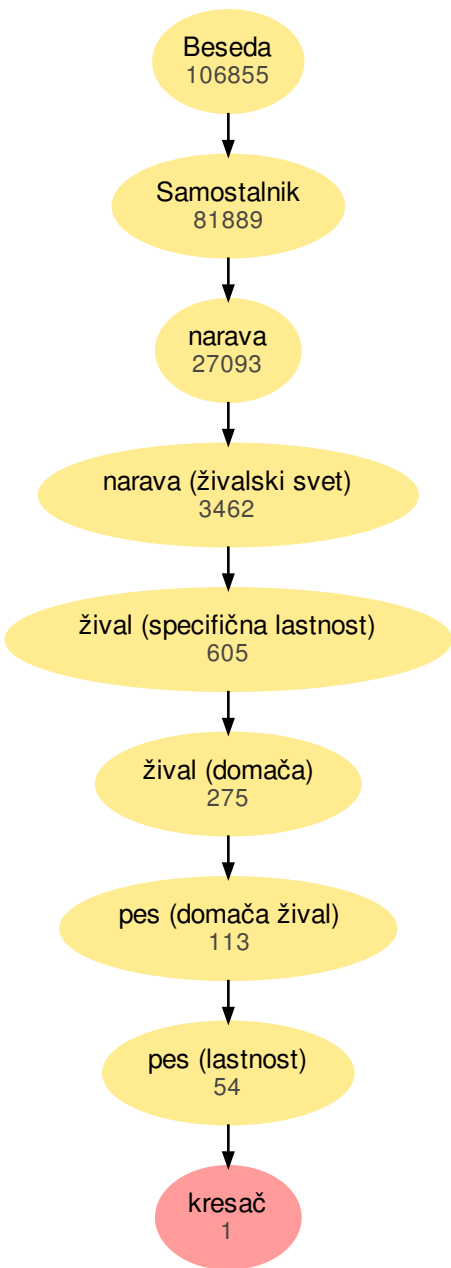 Beseda
106855
Samostalnik
81889
narava
27093
narava (živalski svet)
3462
žival (specifična lastnost)
605
žival (domača)
275
pes (domača žival)
113
pes (lastnost)
54
kresač
1